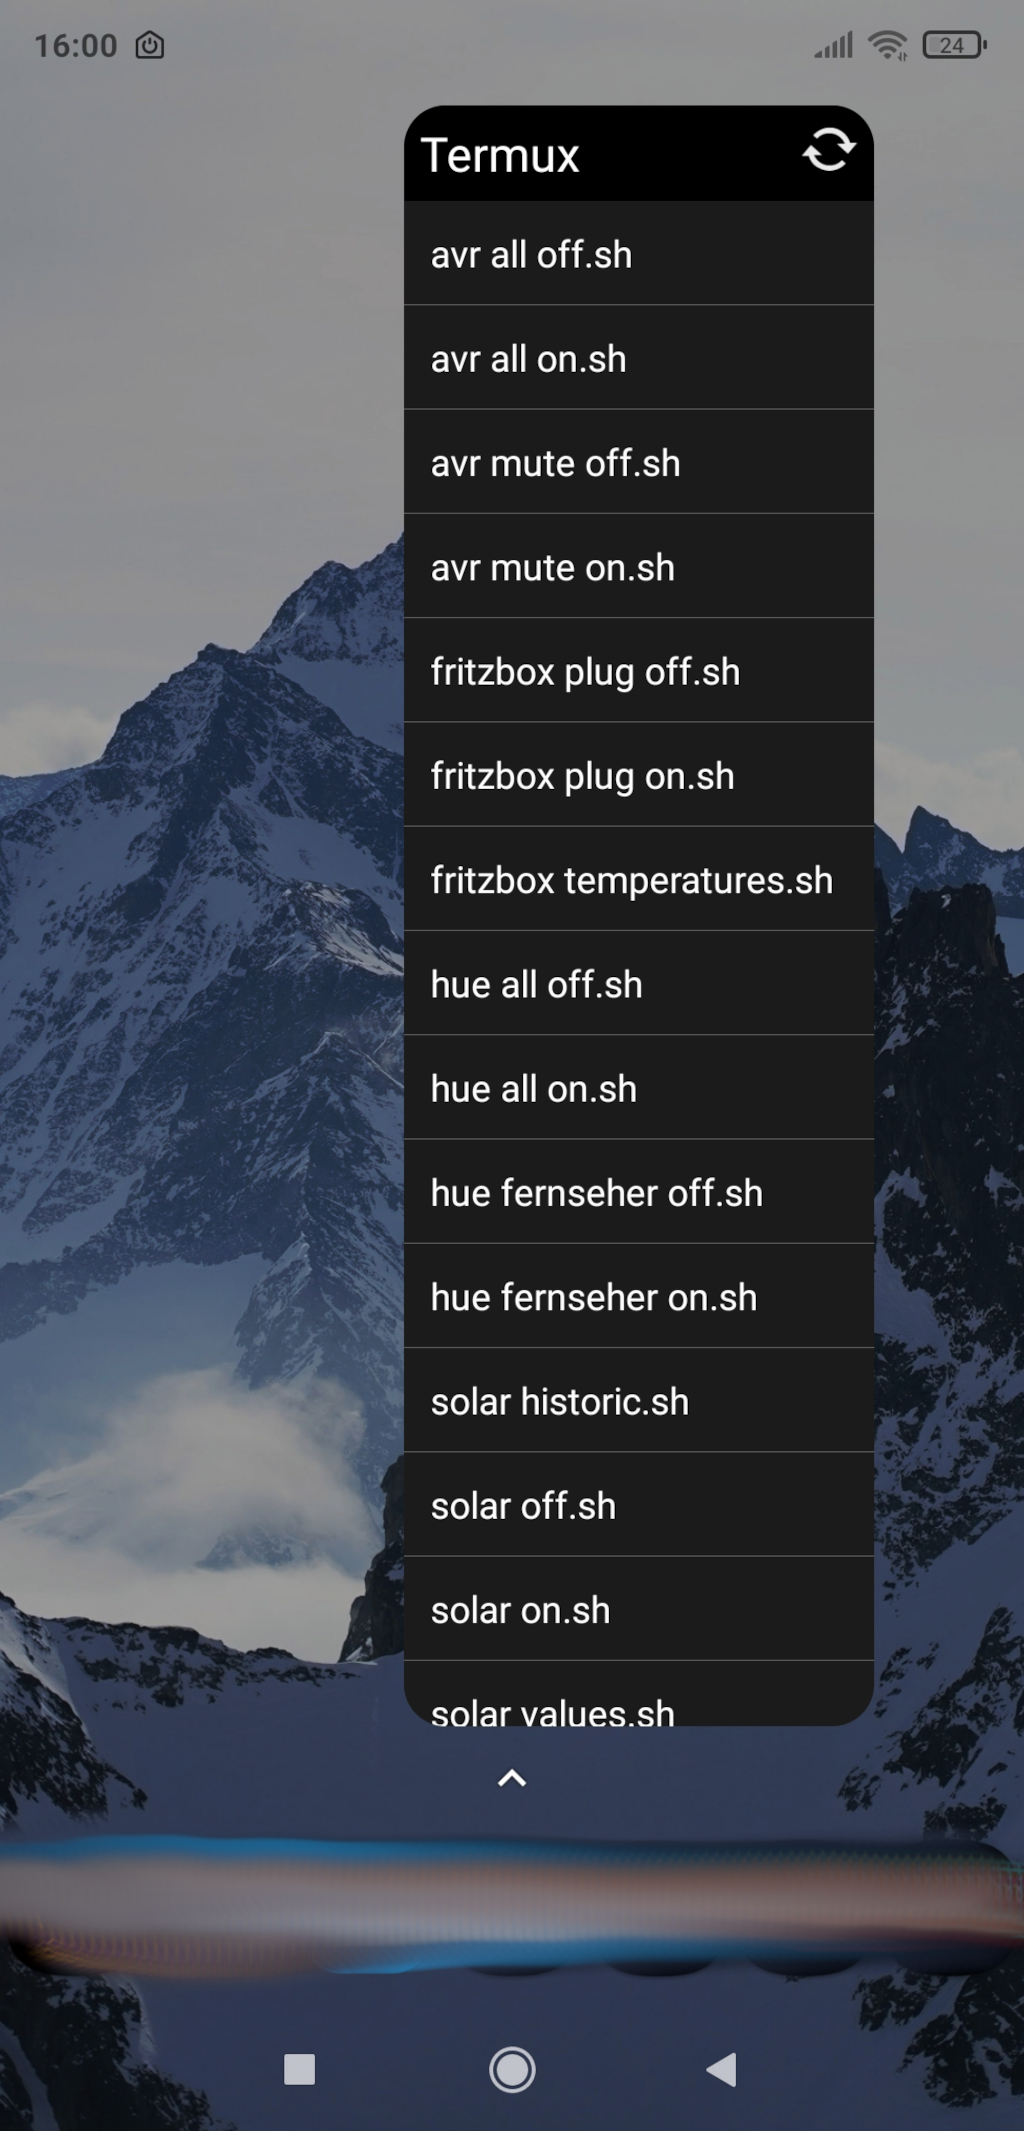 16:00
24
Termux
avr all off.sh
avr all on.sh
avr mute off.sh
avr mute on.sh
fritzbox plug off.sh
fritzbox plug on.sh
fritzbox temperatures.sh
hue all off.sh
hue all on.sh
hue fernseher off.sh
hue fernseher on.sh
solar historic.sh
solar off.sh
solar on.sh
solar values.sh